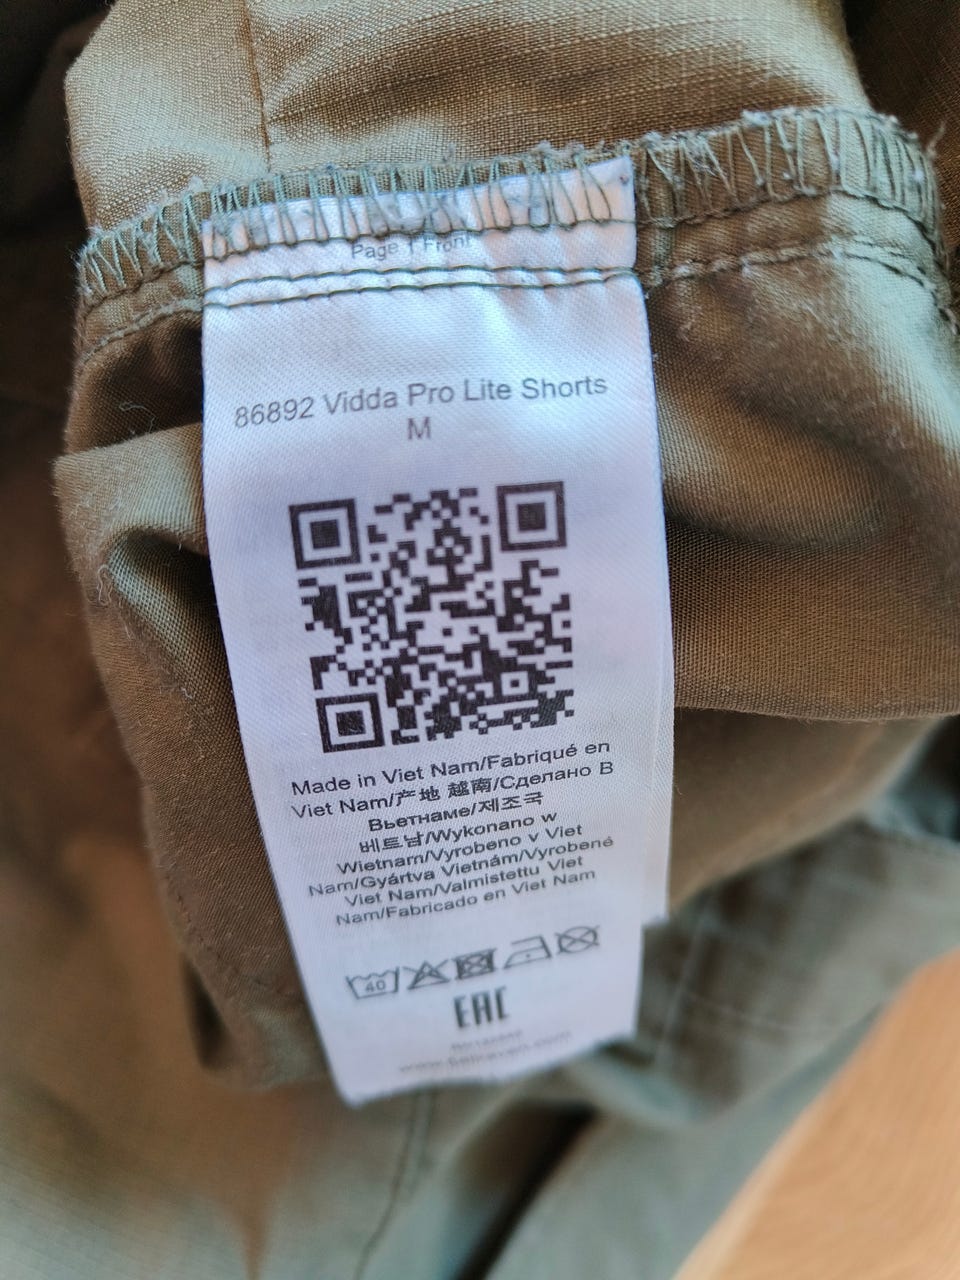 Page 1 Front
86892 Vidda Pro Lite Shorts
M
Made in Viet Nam/Fabriqué en
Viet Nam/产地 越南/Сделано В
Вьетнаме/제조국
베트남/Wykonano w
Wietnam/Vyrobeno v Viet
Nam/Gyártva Vietnám/Vyrobené
Viet Nam/Valmistettu Viet
Nam/Fabricado en Viet Nam
40
EAC